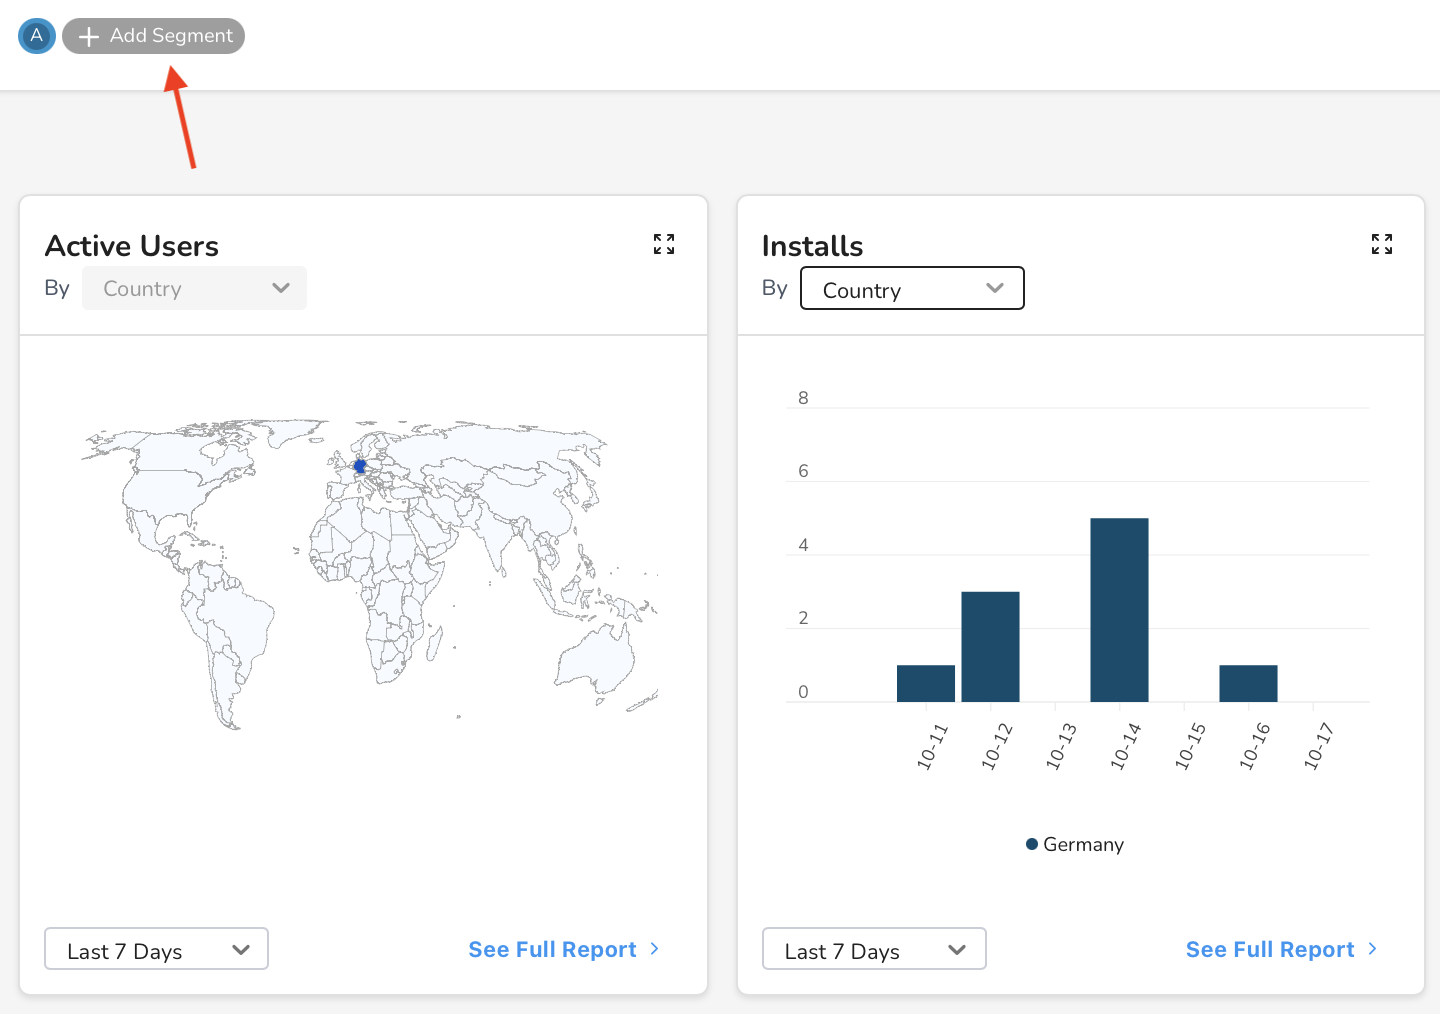 A
Add Segment
Active Users
By Country
Installs
By Country
8
6
4
2
0
10-11
10-12
10-13
10-14
10-15
10-16
10-17
Germany
Last 7 Days
See Full Report
Last 7 Days
See Full Report